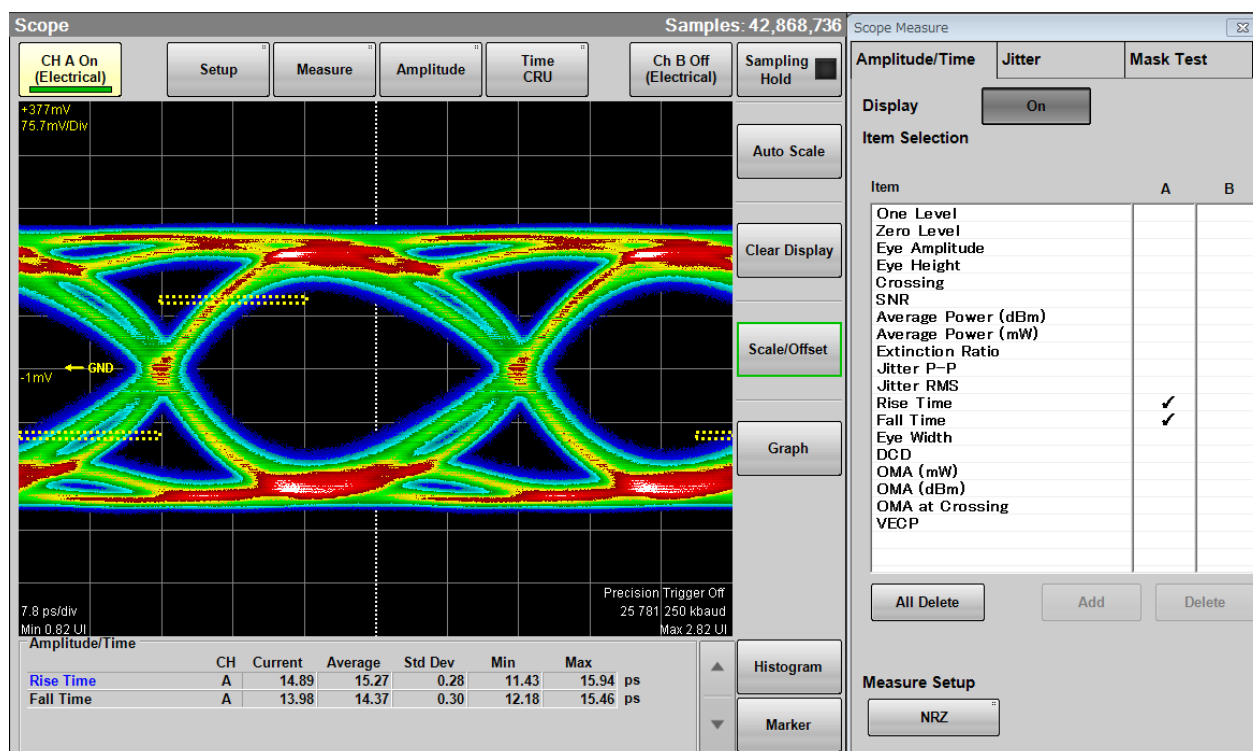 Scope
Samples: 42,868,736
CH A On
(Electrical)
Setup
Measure
Amplitude
Time
CRU
Ch B Off
(Electrical)
Sampling
Hold
+377mV
75.7mV/Div
GND
-1mV
Precision Trigger Off
7.8 ps/div
25 781 250 kbaud
Min 0.82 UI
Max 2.82 UI
Auto Scale
Clear Display
Scale/Offset
Graph
Amplitude/Time
CH Current Average Std Dev Min Max
Rise Time A 14.89 15.27 0.28 11.43 15.94 ps
Fall Time A 13.98 14.37 0.30 12.18 15.46 ps
Histogram
Marker
Scope Measure
Amplitude/Time
Jitter
Mask Test
Display
On
Item Selection
Item A B
One Level
Zero Level
Eye Amplitude
Eye Height
Crossing
SNR
Average Power (dBm)
Average Power (mW)
Extinction Ratio
Jitter P-P
Jitter RMS
Rise Time ✓
Fall Time ✓
Eye Width
DCD
OMA (mW)
OMA (dBm)
OMA at Crossing
VECP
All Delete
Add
Delete
Measure Setup
NRZ